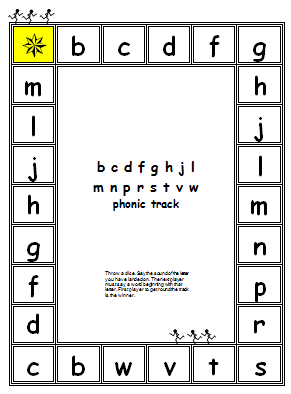 b c d f g
m h
l j
j l
h m
g n
f p
d r
c b w v t s
b c d f g h j l
m n p r s t v w
phonic track
Throw a dice. Say the sound of the letter
you have landed on. The next player
must say a word beginning with that
letter. First player to get round the track
is the winner.